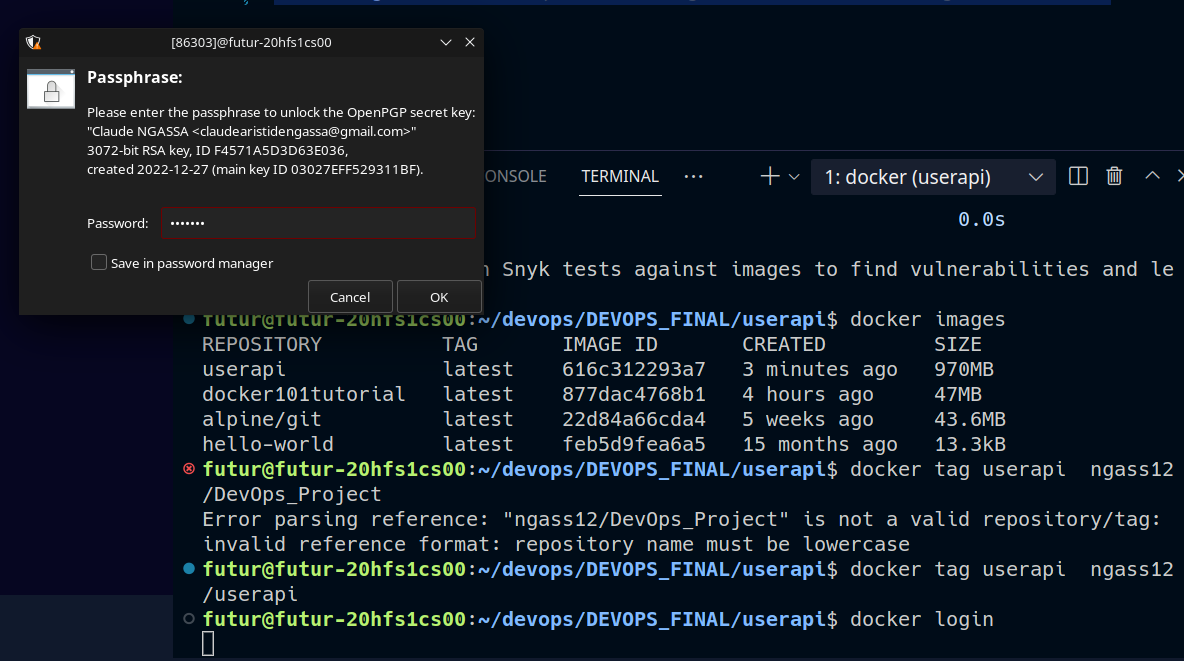 [86303]@futur-20hfs1cs00
Passphrase:
Please enter the passphrase to unlock the OpenPGP secret key:
"Claude NGASSA <claudearistidengassa@gmail.com>"
3072-bit RSA key, ID F4571A5D3D63E036,
created 2022-12-27 (main key ID 03027EFF529311BF).
Password: •••••••
Save in password manager
Cancel OK
ONSOLE TERMINAL ··· 1: docker (userapi)
0.0s
Snyk tests against images to find vulnerabilities and le
futur@futur-20hfs1cs00:~/devops/DEVOPS_FINAL/userapi$ docker images
REPOSITORY TAG IMAGE ID CREATED SIZE
userapi latest 616c312293a7 3 minutes ago 970MB
docker101tutorial latest 877dac4768b1 4 hours ago 47MB
alpine/git latest 22d84a66cda4 5 weeks ago 43.6MB
hello-world latest feb5d9fea6a5 15 months ago 13.3kB
futur@futur-20hfs1cs00:~/devops/DEVOPS_FINAL/userapi$ docker tag userapi  ngass12
/DevOps_Project
Error parsing reference: "ngass12/DevOps_Project" is not a valid repository/tag:
invalid reference format: repository name must be lowercase
futur@futur-20hfs1cs00:~/devops/DEVOPS_FINAL/userapi$ docker tag userapi  ngass12
/userapi
futur@futur-20hfs1cs00:~/devops/DEVOPS_FINAL/userapi$ docker login